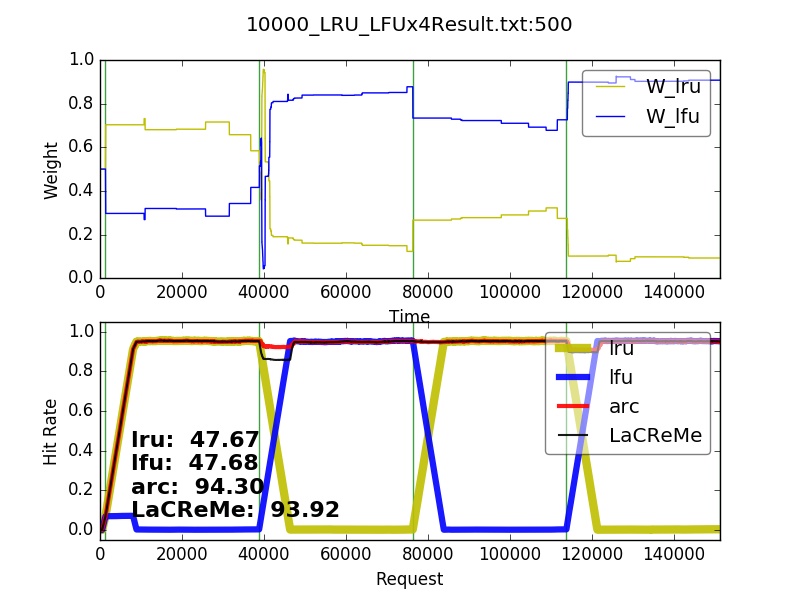 10000_LRU_LFUx4Result.txt:500
1.0
0.8
0.6
0.4
0.2
0.0
Weight
W_lru
W_lfu
0 20000 40000 60000 80000 100000 120000 140000
Time
1.0
0.8
0.6
0.4
0.2
0.0
Hit Rate
lru
lfu
arc
LaCReMe
lru: 47.67
lfu: 47.68
arc: 94.30
LaCReMe: 93.92
0 20000 40000 60000 80000 100000 120000 140000
Request